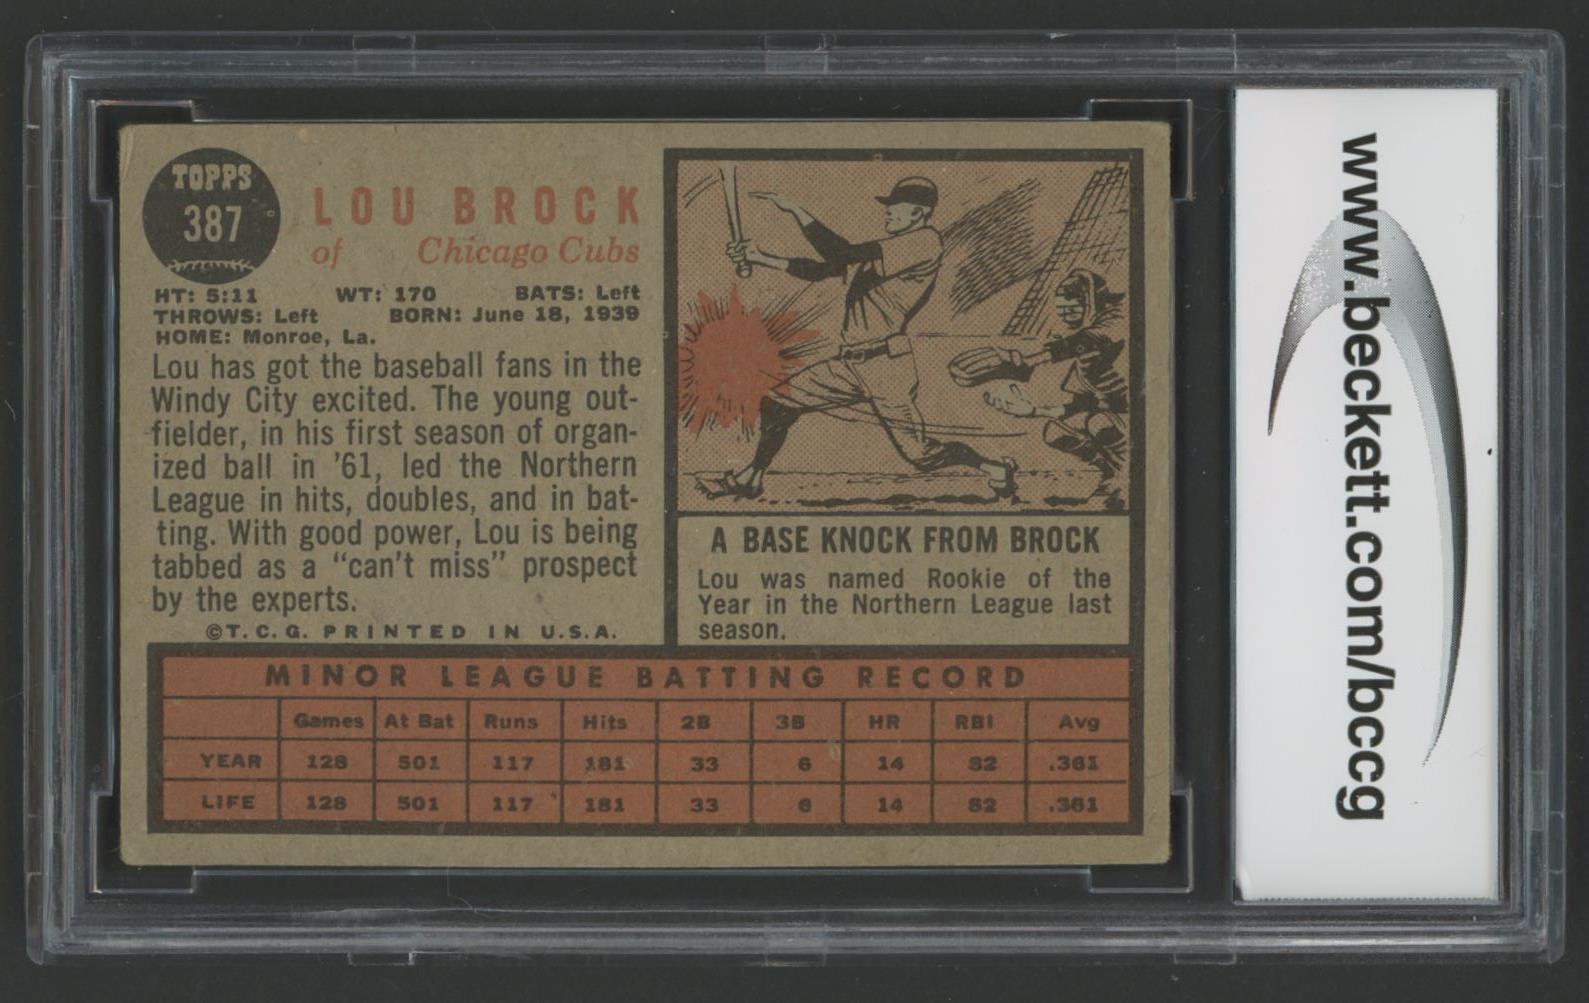 TOPPS
387
LOU BROCK
of Chicago Cubs
HT: 5:11 WT: 170 BATS: Left
THROWS: Left BORN: June 18, 1939
HOME: Monroe, La.
Lou has got the baseball fans in the
Windy City excited. The young out-
fielder, in his first season of organ-
ized ball in '61, led the Northern
League in hits, doubles, and in bat-
ting. With good power, Lou is being
tabbed as a "can't miss" prospect
by the experts.
©T.C.G. PRINTED IN U.S.A.
A BASE KNOCK FROM BROCK
Lou was named Rookie of the
Year in the Northern League last
season.
MINOR LEAGUE BATTING RECORD
Games At Bat Runs Hits 2B 3B HR RBI Avg
YEAR 128 501 117 181 33 6 14 82 .361
LIFE 128 501 117 181 33 6 14 82 .361
www.beckett.com/bccg